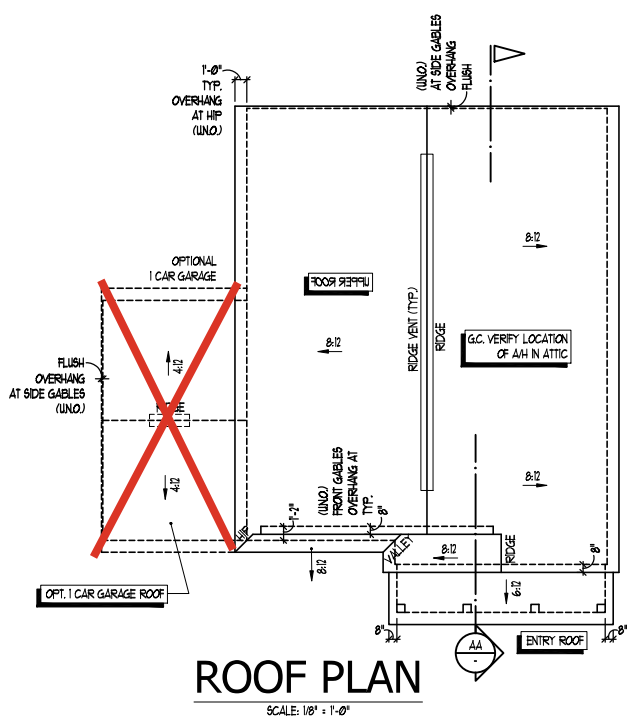 (U.N.O.)
AT SIDE GABLES
OVERHANG
FLUSH
1'-0"
TYP.
OVERHANG
AT HIP
(U.N.O.)
8:12
OPTIONAL
1 CAR GARAGE
UPPER ROOF
RIDGE VENT (TYP.)
RIDGE
G.C. VERIFY LOCATION
OF A/H IN ATTIC
8:12
FLUSH
OVERHANG
AT SIDE GABLES
(U.N.O.)
4:12
4:12
(U.N.O.)
FRONT GABLES
OVERHANG AT
TYP.
8:12
1'-2"
8"
HIP
VALLEY
8:12
RIDGE
8"
8:12
6:12
OPT. 1 CAR GARAGE ROOF
8"
AA
-
ENTRY ROOF
8"
ROOF PLAN
SCALE: 1/8" = 1'-0"